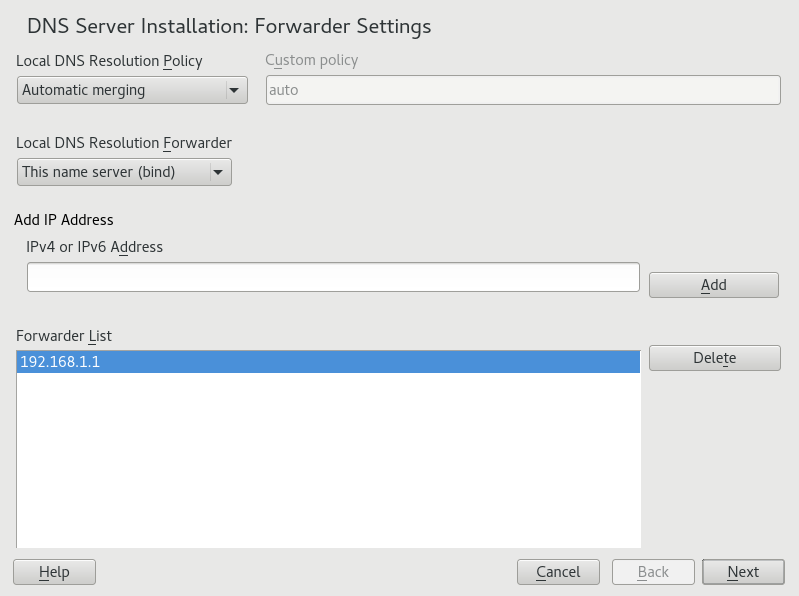 DNS Server Installation: Forwarder Settings
Local DNS Resolution Policy
Custom policy
Automatic merging
auto
Local DNS Resolution Forwarder
This name server (bind)
Add IP Address
IPv4 or IPv6 Address
Add
Forwarder List
192.168.1.1
Delete
Help
Cancel
Back
Next